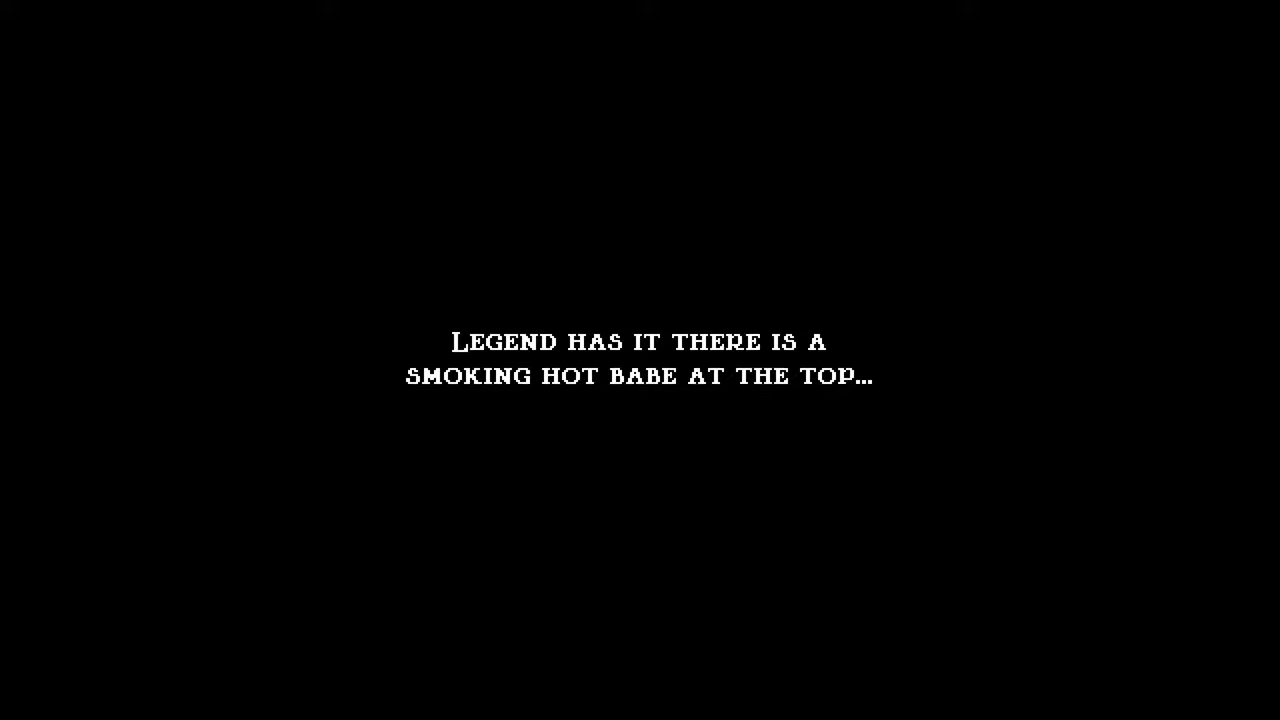 Legend has it there is a
smoking hot babe at the top...